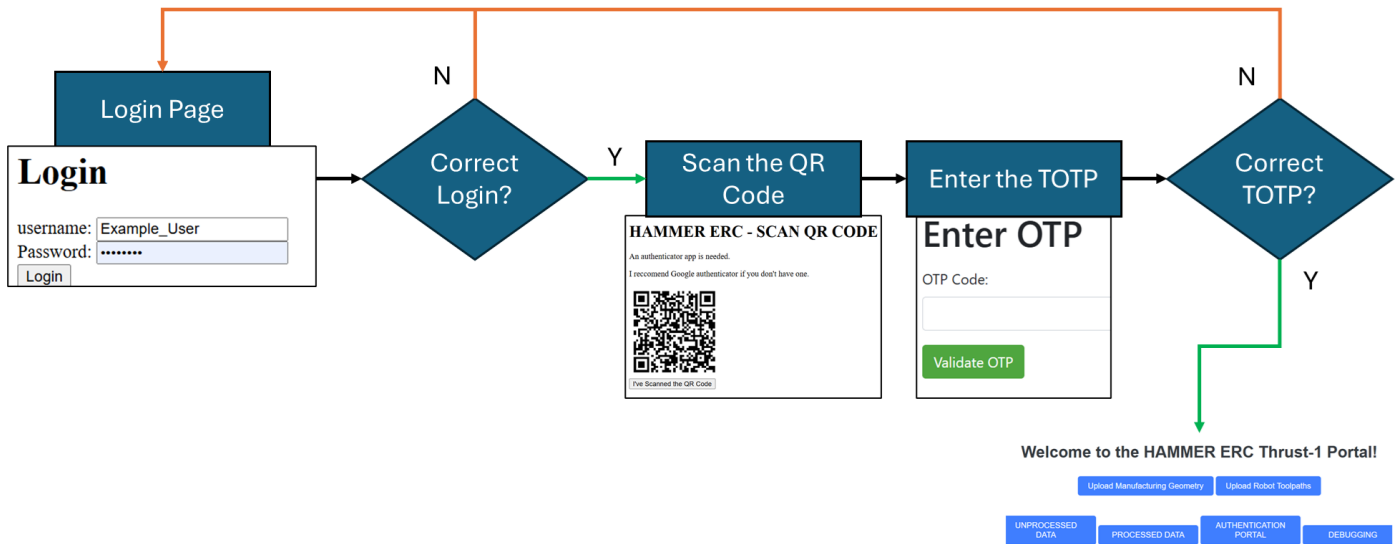 Login Page
Login
username: Example_User
Password: ••••••••
Login
Correct
Login?
N
Y
Scan the QR
Code
HAMMER ERC - SCAN QR CODE
An authenticator app is needed.
I reccomend Google authenticator if you don't have one.
I've Scanned the QR Code
Enter the TOTP
Enter OTP
OTP Code:
Validate OTP
Correct
TOTP?
N
Y
Welcome to the HAMMER ERC Thrust-1 Portal!
Upload Manufacturing Geometry
Upload Robot Toolpaths
UNPROCESSED
DATA
PROCESSED DATA
AUTHENTICATION
PORTAL
DEBUGGING